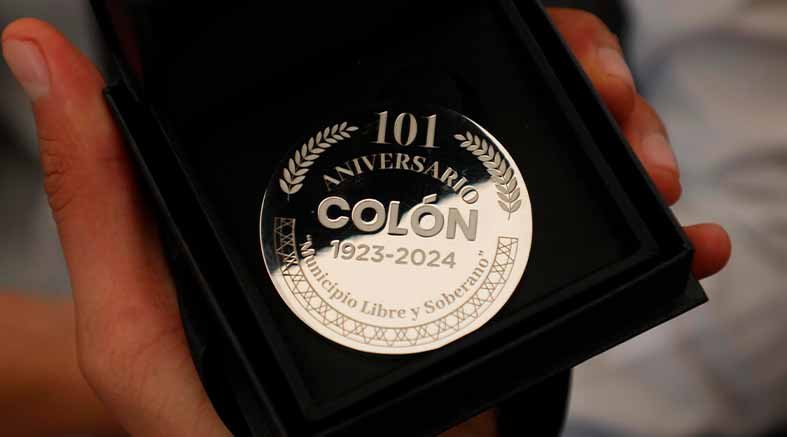 101
ANIVERSARIO
COLÓN
1923-2024
"Municipio Libre y Soberano."